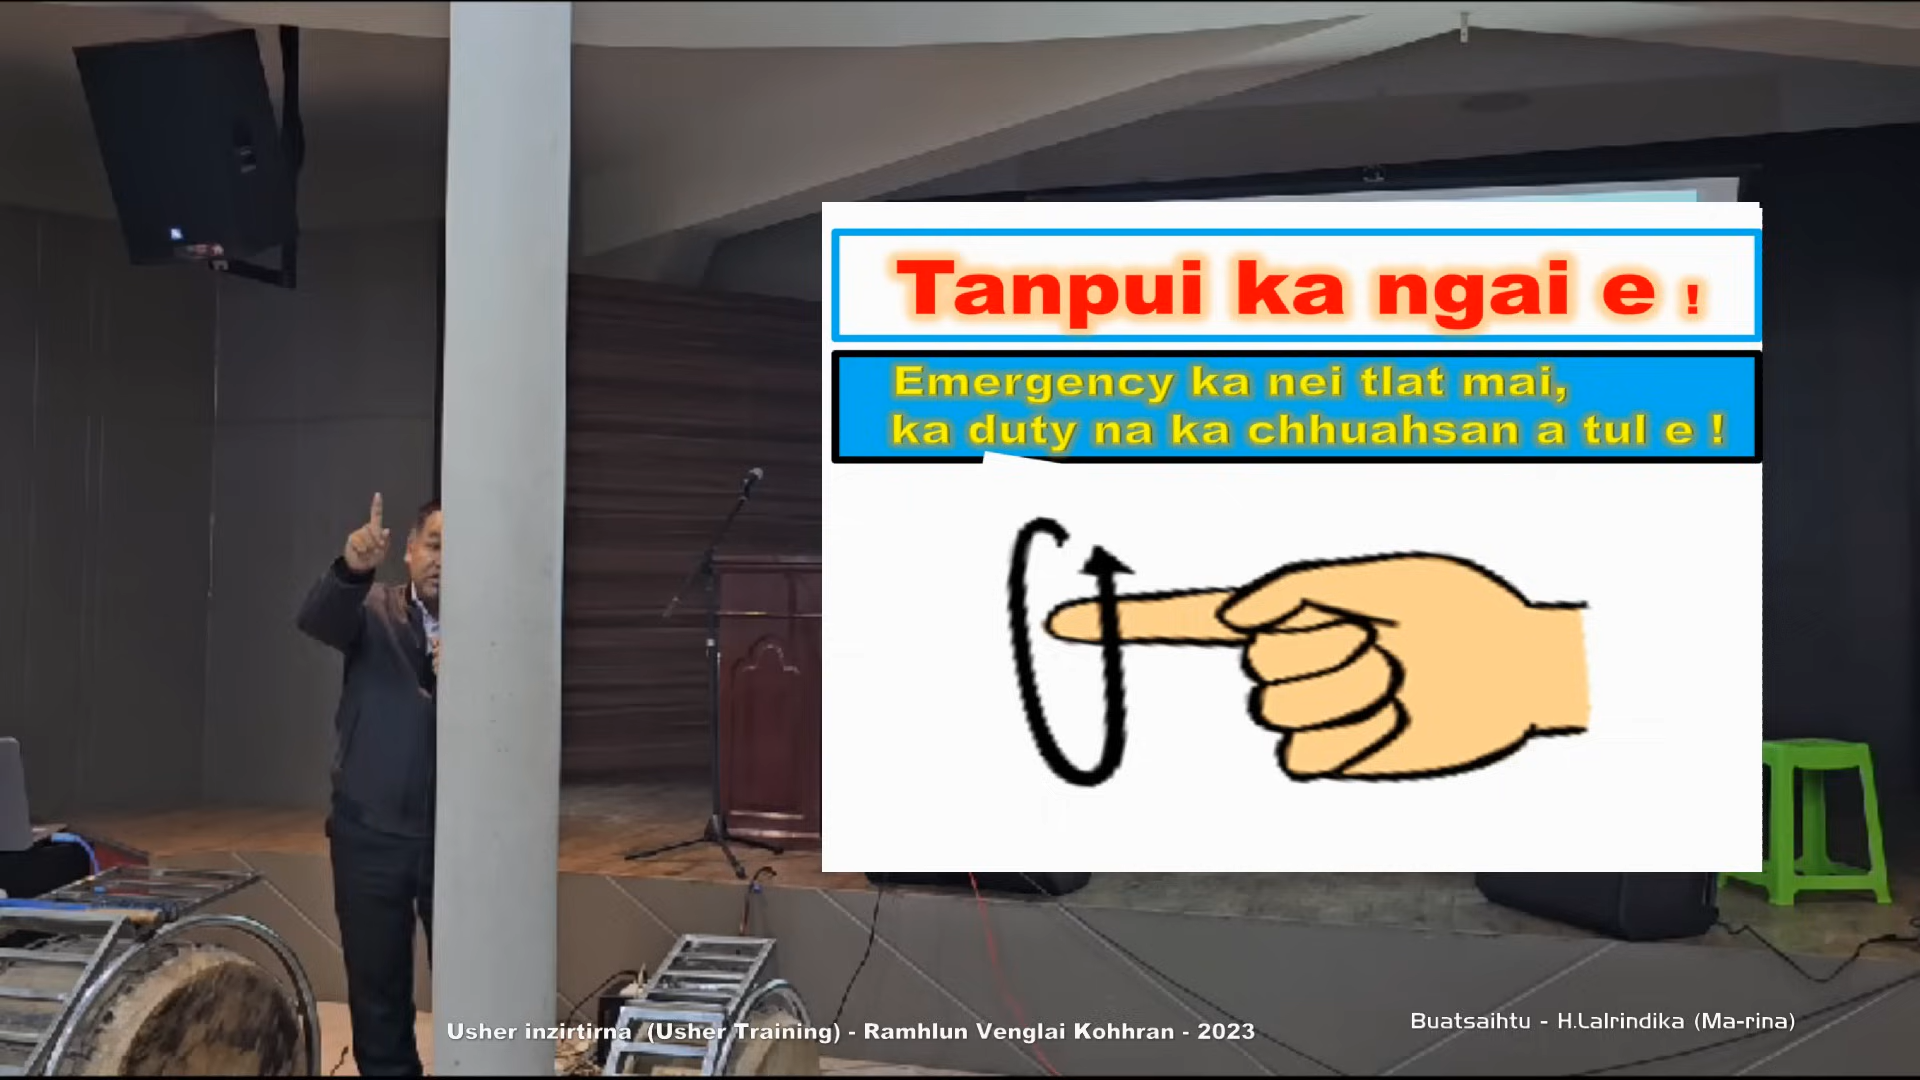 Tanpui ka ngai e !
Emergency ka nei tlat mai,
ka duty na ka chhuahsan a tul e !
Usher inzirtirna (Usher Training) - Ramhlun Venglai Kohhran - 2023
Buatsaihtu - H.Lalrindika (Ma-rina)